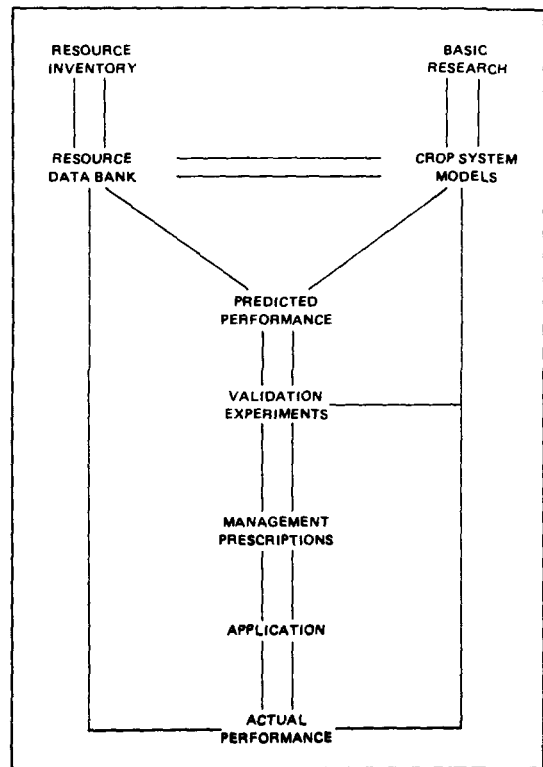 RESOURCE
INVENTORY
BASIC
RESEARCH
RESOURCE
DATA BANK
CROP SYSTEM
MODELS
PREDICTED
PERFORMANCE
VALIDATION
EXPERIMENTS
MANAGEMENT
PRESCRIPTIONS
APPLICATION
ACTUAL
PERFORMANCE